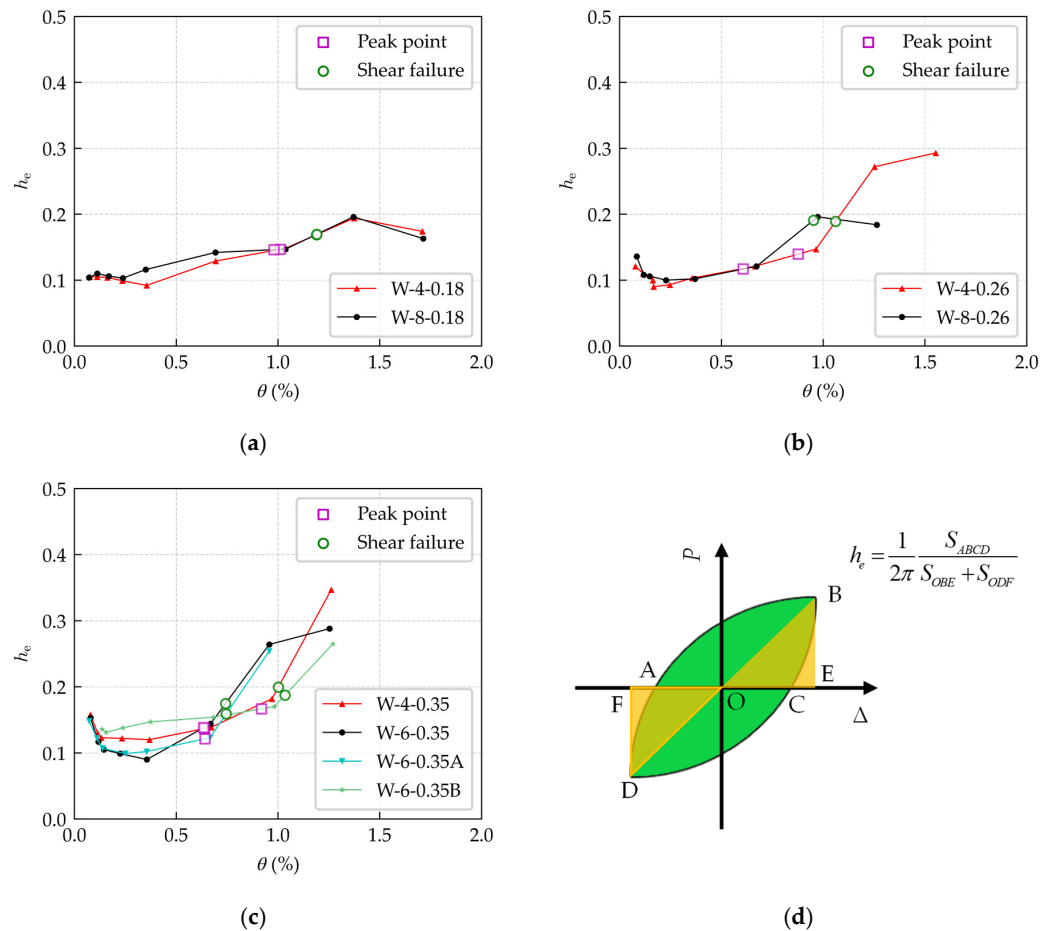 0.5
0.4
0.3
0.2
0.1
0.0
hₑ
Peak point
Shear failure
W-4-0.18
W-8-0.18
0.0 0.5 1.0 1.5 2.0
θ (%)
(a)
0.5
0.4
0.3
0.2
0.1
0.0
hₑ
Peak point
Shear failure
W-4-0.26
W-8-0.26
0.0 0.5 1.0 1.5 2.0
θ (%)
(b)
0.5
0.4
0.3
0.2
0.1
0.0
hₑ
Peak point
Shear failure
W-4-0.35
W-6-0.35
W-6-0.35A
W-6-0.35B
0.0 0.5 1.0 1.5 2.0
θ (%)
(c)
P
hₑ = 1/2π S_ABCD/S_OBE + S_ODF
B
A
E
F
O
C
Δ
D
(d)